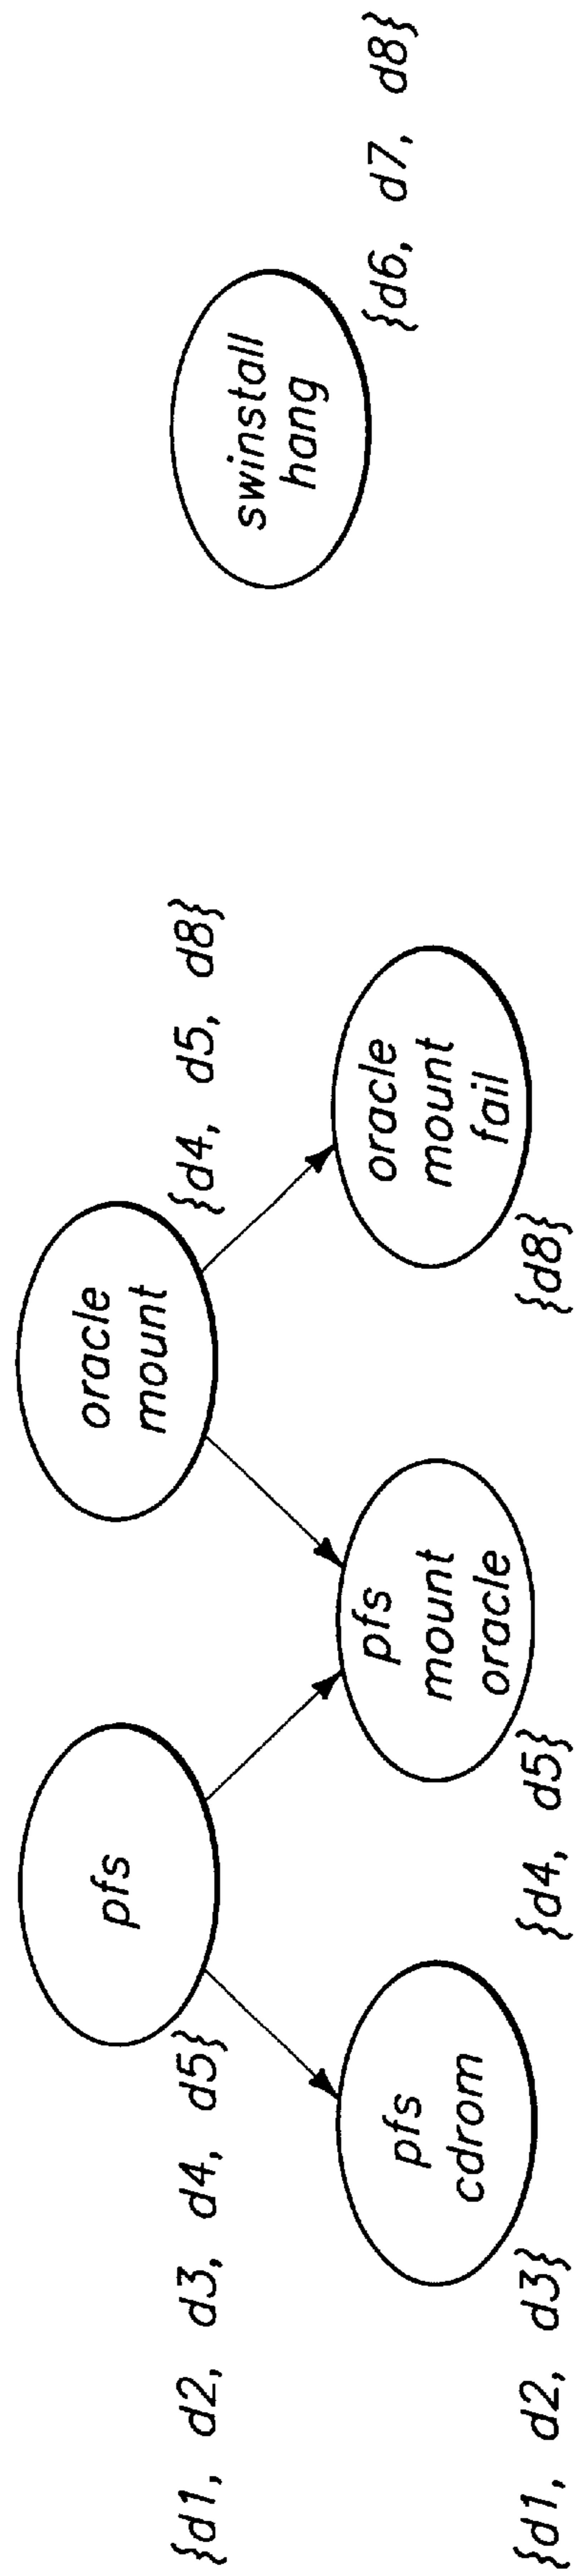 pfs
{d1, d2, d3, d4, d5}
oracle
mount
{d4, d5, d8}
swinstall
hang
{d6, d7, d8}
pfs
cdrom
{d1, d2, d3}
pfs
mount
oracle
{d4, d5}
oracle
mount
fail
{d8}